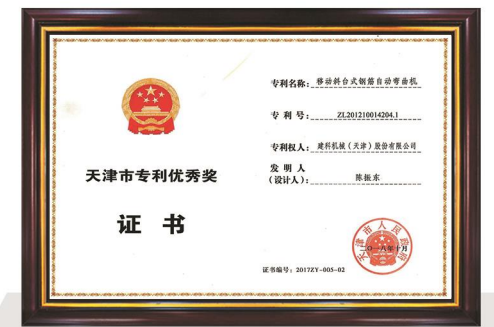 天津市专利优秀奖
证 书
专利名称: 移动斜台式钢筋自动弯曲机
专 利 号: ZL201210014204.1
专利权人: 建科机械(天津)股份有限公司
发 明 人
(设计人): 陈振东
天津市人民政府
二〇一八年十月
证书编号: 2017ZY-005-02